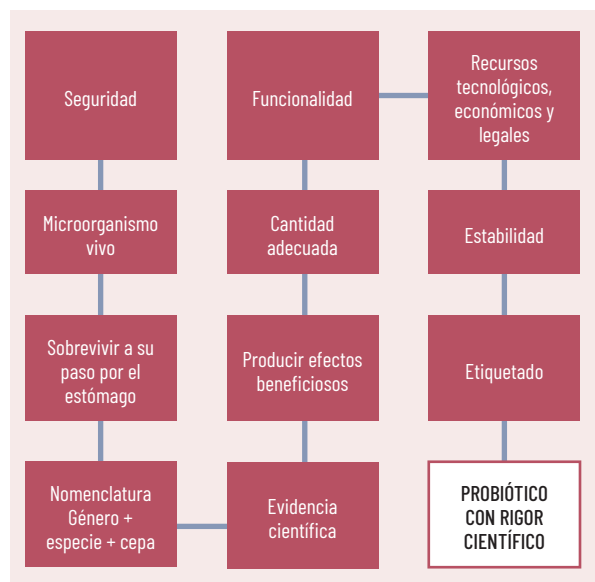 Seguridad
Microorganismo
vivo
Sobrevivir a su
paso por el
estómago
Nomenclatura
Género +
especie + cepa
Evidencia
científica
Producir efectos
beneficiosos
Cantidad
adecuada
Funcionalidad
Recursos
tecnológicos,
económicos y
legales
Estabilidad
Etiquetado
PROBIÓTICO
CON RIGOR
CIENTÍFICO